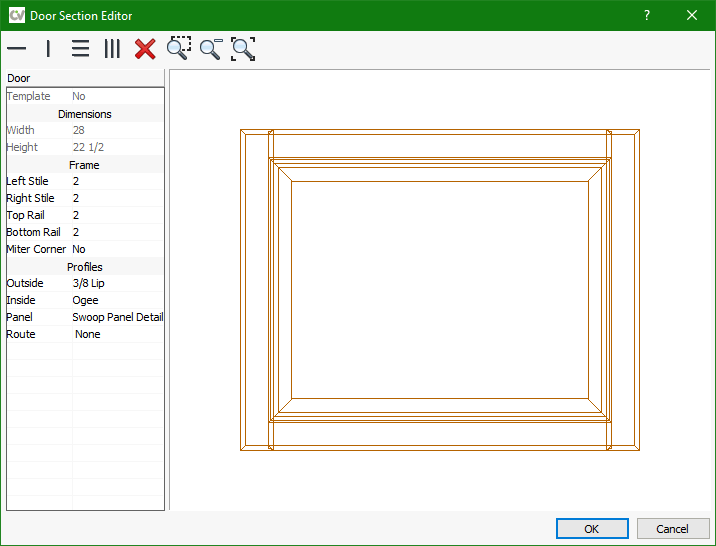 CV Door Section Editor ?
Door
Template No
Dimensions
Width 28
Height 22 1/2
Frame
Left Stile 2
Right Stile 2
Top Rail 2
Bottom Rail 2
Miter Corner No
Profiles
Outside 3/8 Lip
Inside Ogee
Panel Swoop Panel Detail
Route None
OK Cancel